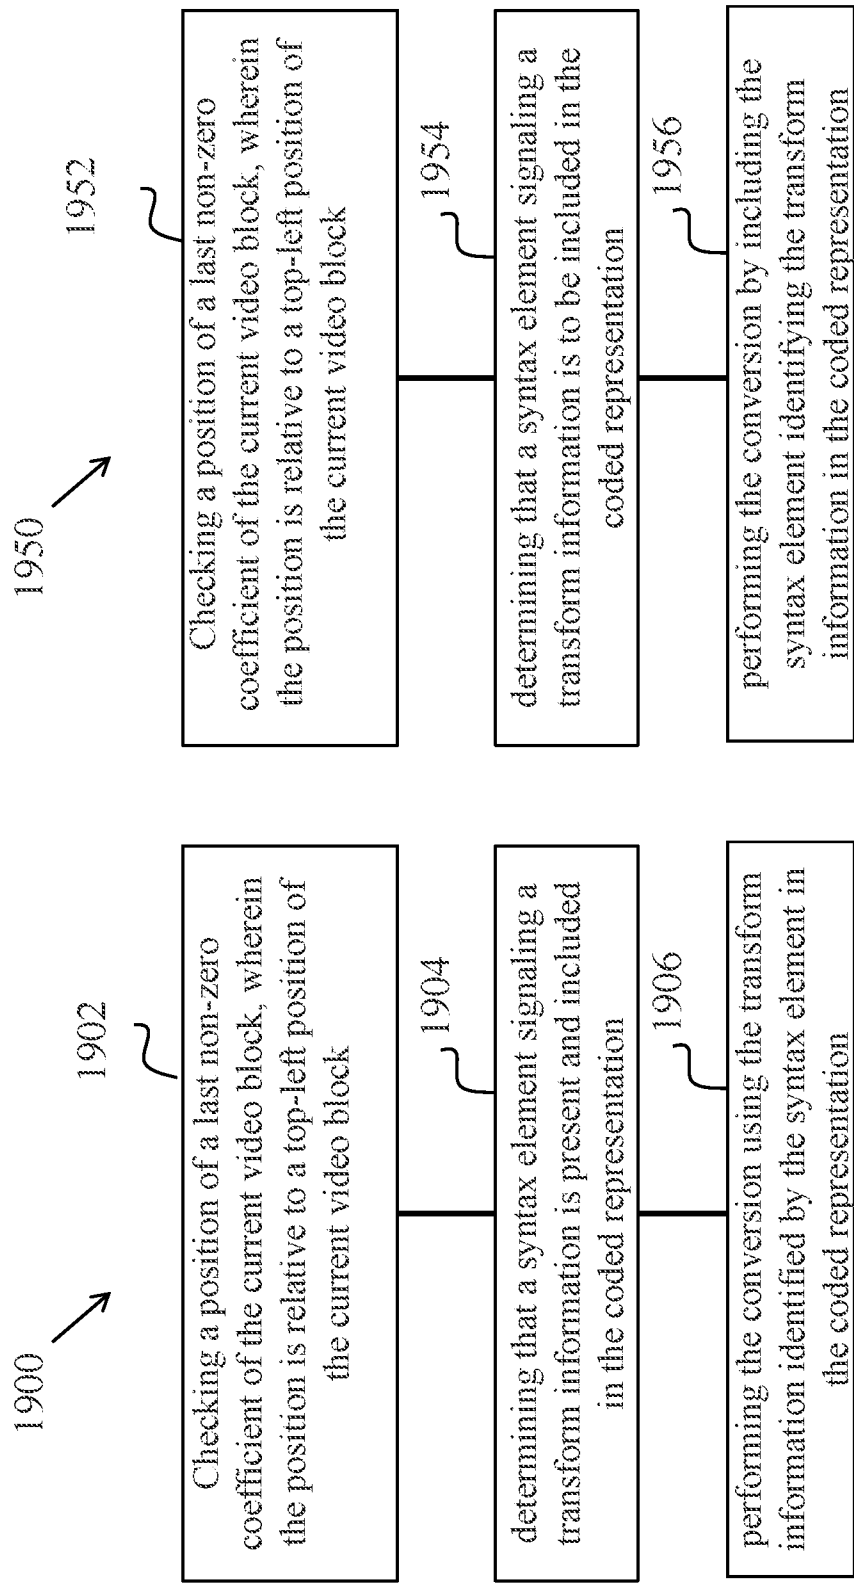 1900
1902
Checking a position of a last non-zero
coefficient of the current video block, wherein
the position is relative to a top-left position of
the current video block
1904
determining that a syntax element signaling a
transform information is present and included
in the coded representation
1906
performing the conversion using the transform
information identified by the syntax element in
the coded representation
1950
1952
Checking a position of a last non-zero
coefficient of the current video block, wherein
the position is relative to a top-left position of
the current video block
1954
determining that a syntax element signaling a
transform information is to be included in the
coded representation
1956
performing the conversion by including the
syntax element identifying the transform
information in the coded representation